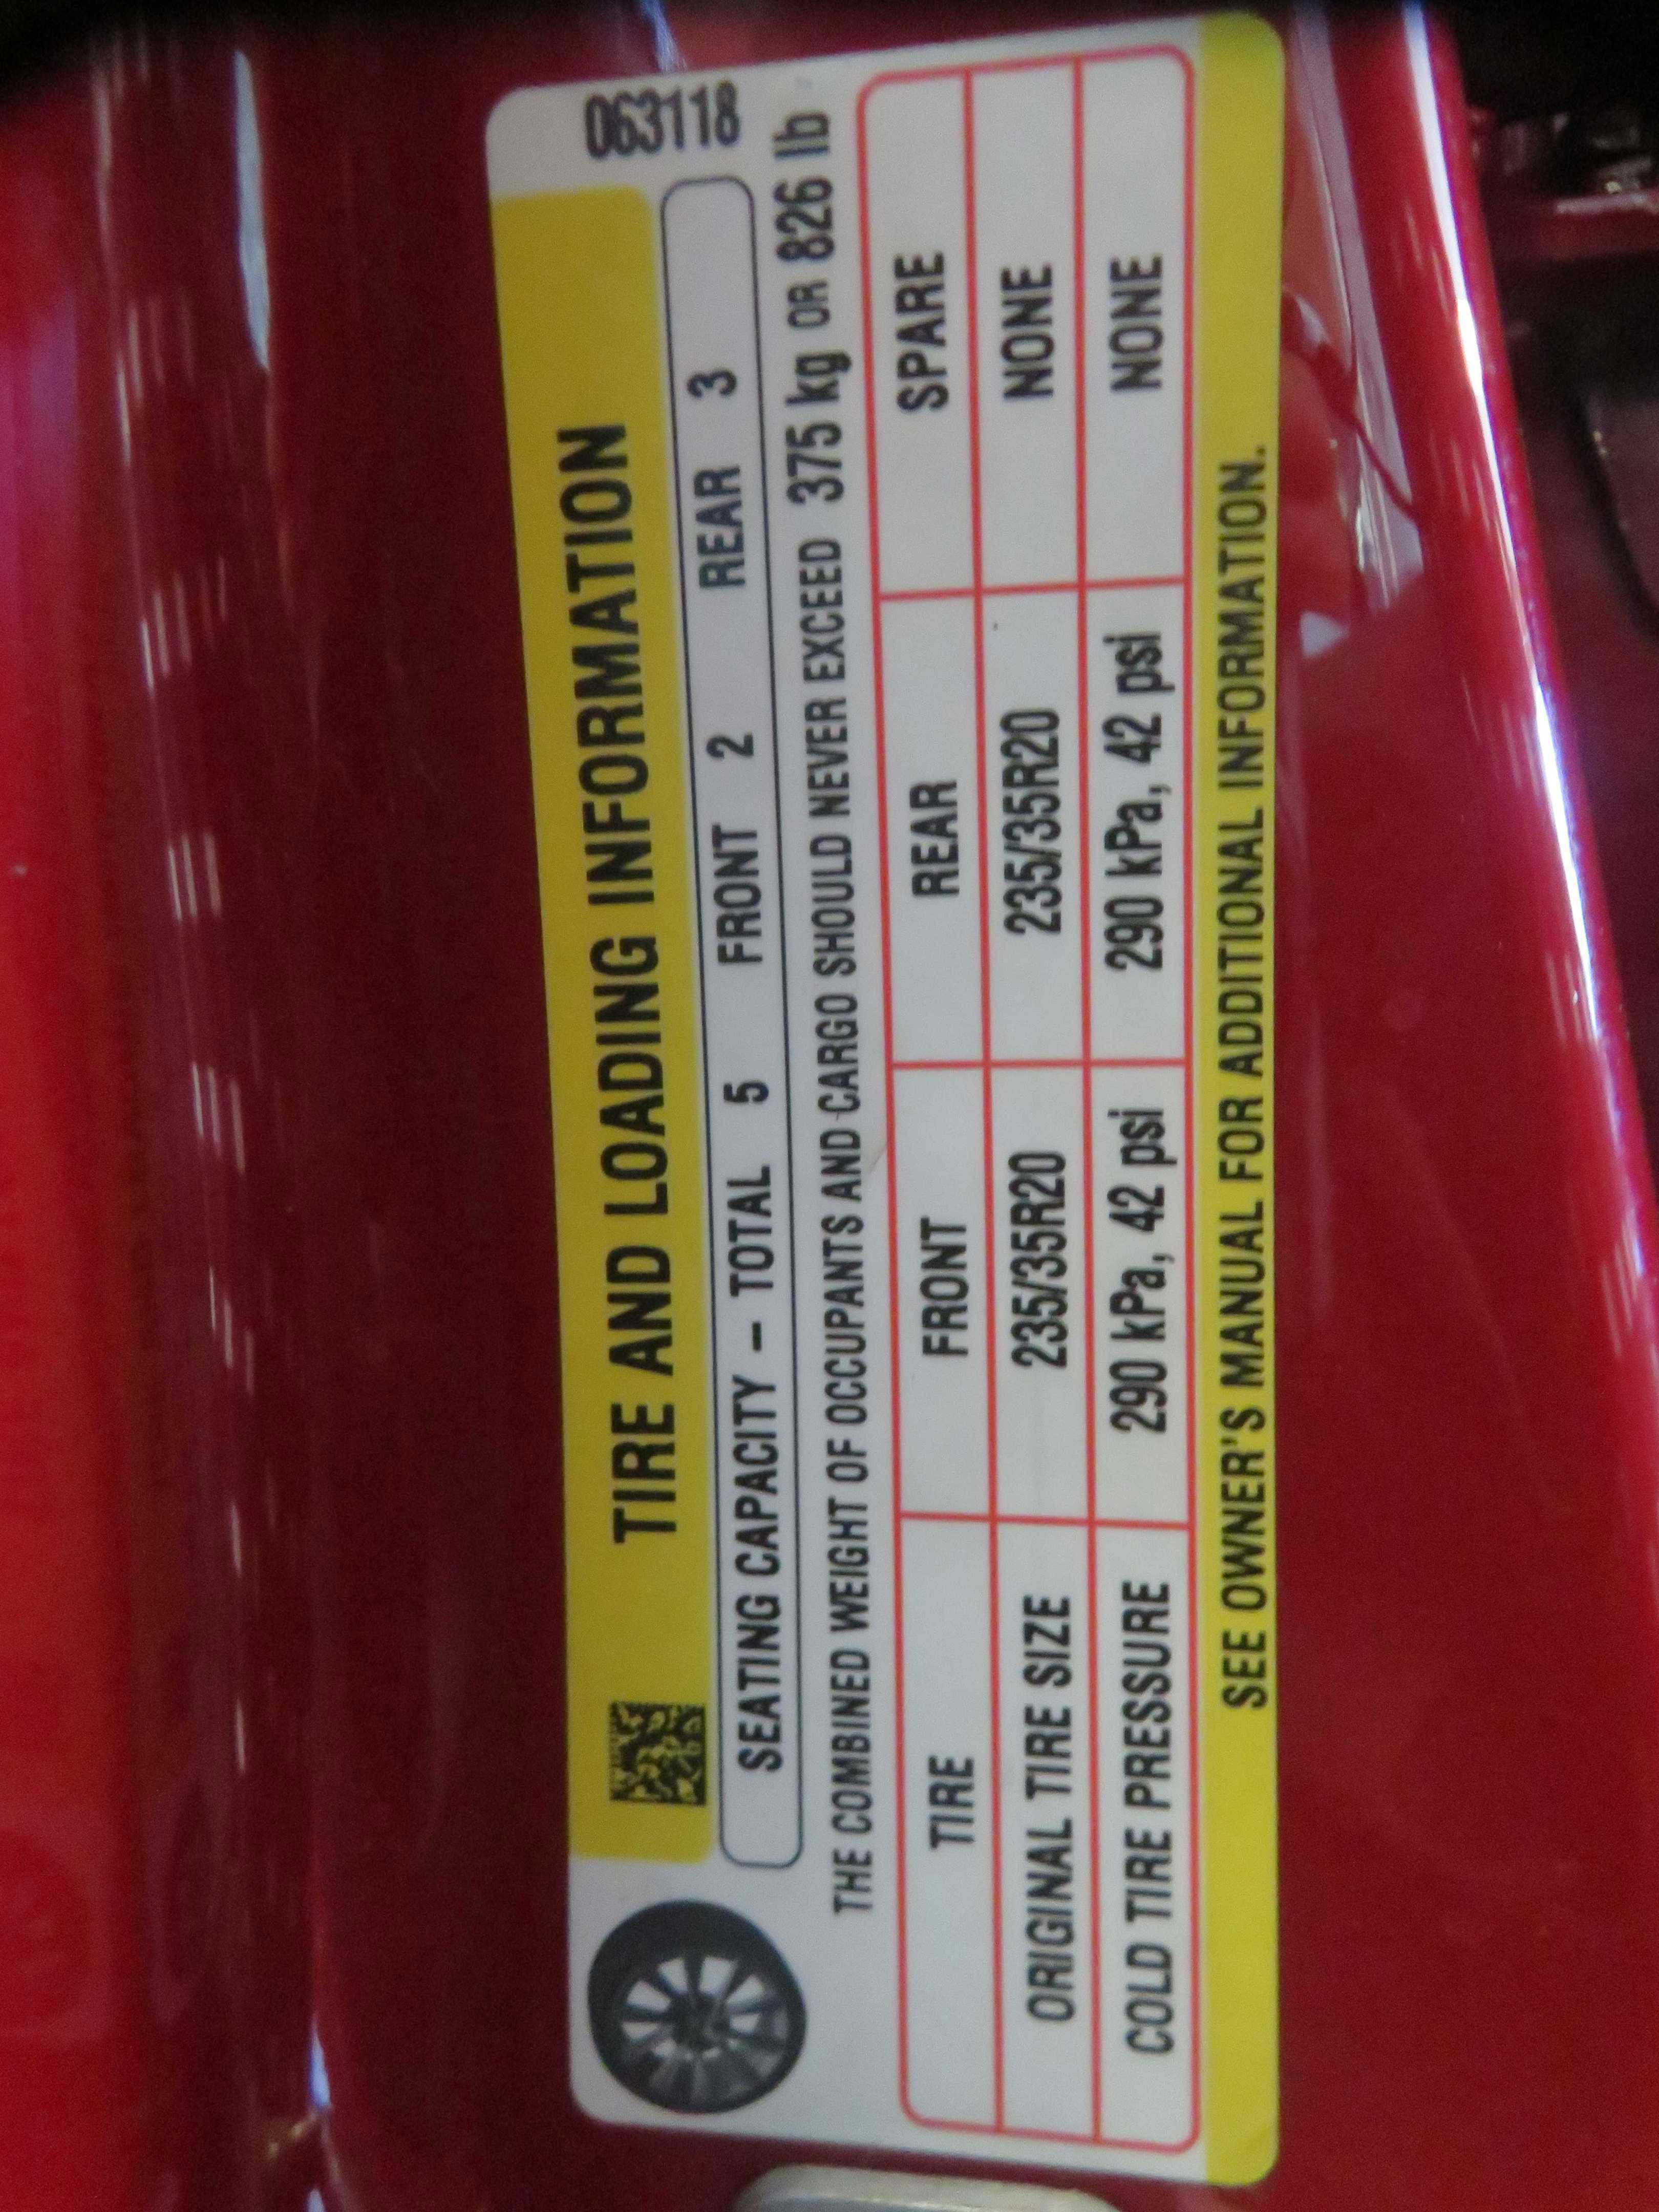 063118
TIRE AND LOADING INFORMATION
SEATING CAPACITY – TOTAL 5 FRONT 2 REAR 3
THE COMBINED WEIGHT OF OCCUPANTS AND CARGO SHOULD NEVER EXCEED 375 kg OR 826 lb
TIRE FRONT REAR SPARE
ORIGINAL TIRE SIZE 235/35R20 235/35R20 NONE
COLD TIRE PRESSURE 290 kPa, 42 psi 290 kPa, 42 psi NONE
SEE OWNER'S MANUAL FOR ADDITIONAL INFORMATION.